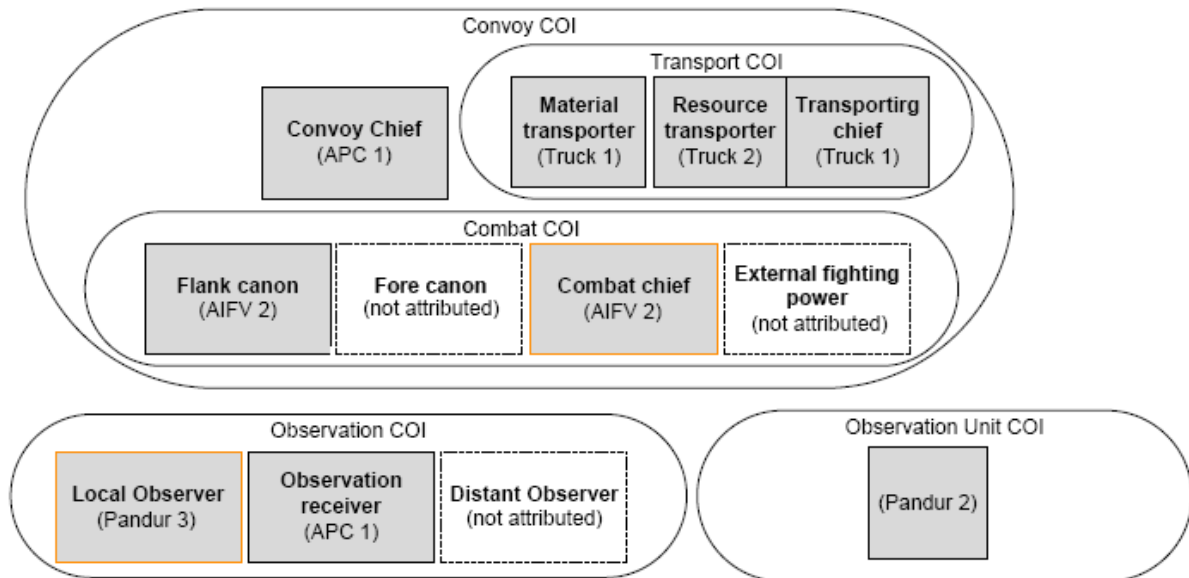 Convoy COI
Transport COI
Convoy Chief
(APC 1)
Material
transporter
(Truck 1)
Resource
transporter
(Truck 2)
Transportirg
chief
(Truck 1)
Combat COI
Flank canon
(AIFV 2)
Fore canon
(not attributed)
Combat chief
(AIFV 2)
External fighting
power
(not attributed)
Observation COI
Local Observer
(Pandur 3)
Observation
receiver
(APC 1)
Distant Observer
(not attributed)
Observation Unit COI
(Pandur 2)